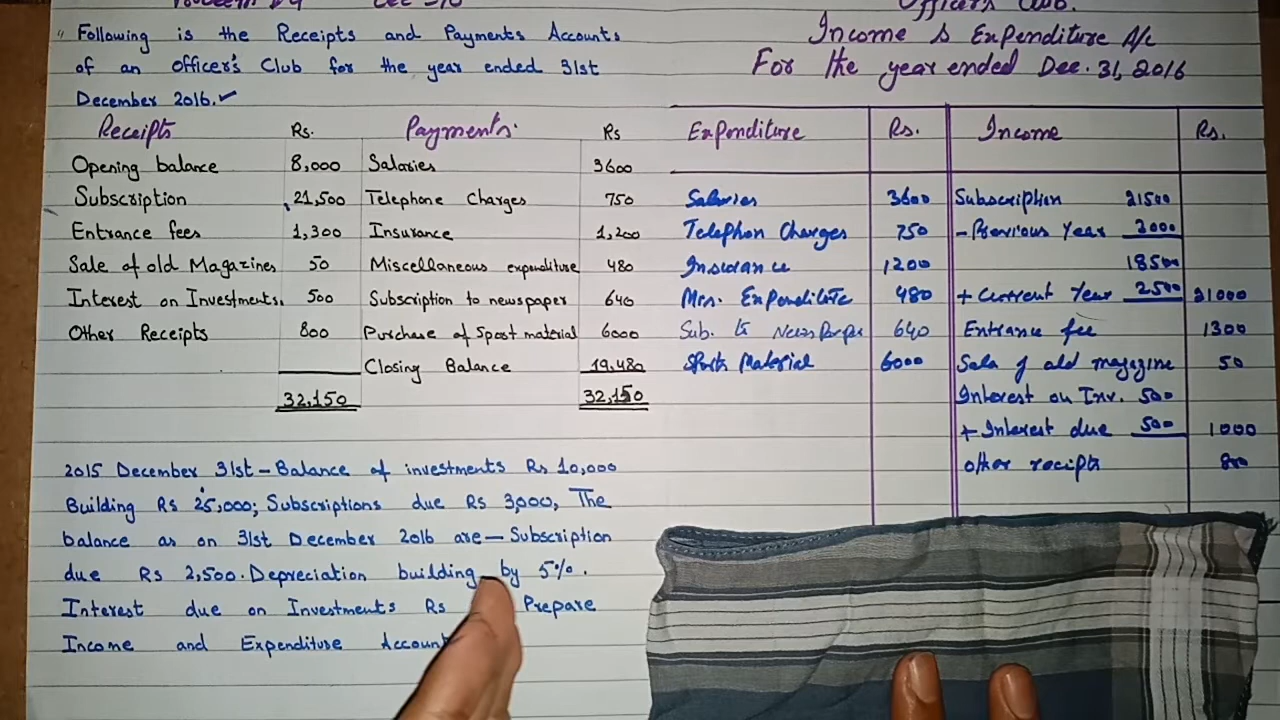 Following is the Receipts and Payments Accounts
of an officer's Club for the year ended 31st
December 2016.
Receipts Rs. Payments. Rs
Opening balance 8,000 Salaries 3600
Subscription 21,500 Telephone Charges 750
Entrance fees 1,300 Insurance 1,200
Sale of old Magazines 50 Miscellaneous expenditure 480
Interest on Investments. 500 Subscription to newspaper 640
Other Receipts 800 Purchase of Sport material 6000
Closing Balance 19,480
32,150 32,150
2015 December 31st - Balance of investments Rs 10,000
Building Rs 25,000; Subscriptions due Rs 3,000, The
balance as on 31st December 2016 are - Subscription
due Rs 2,500. Depreciation building by 5%.
Interest due on Investments Rs Prepare
Income and Expenditure Account
Officers Club.
Income & Expenditure A/c
For the year ended Dec. 31, 2016
Expenditure Rs. Income Rs.
Salaries 3600 Subscription 21500
Telephon Charges 750 - Previous Year 3000
Insurance 1200 18500
Mis. Expenditure 480 + Current Year 2500 21000
Sub. to News Paper 640 Entrance fee 1300
Sports Material 6000 Sale of old magazine 50
Interest on Inv. 500
+ Interest due 500 1000
other recipts 800